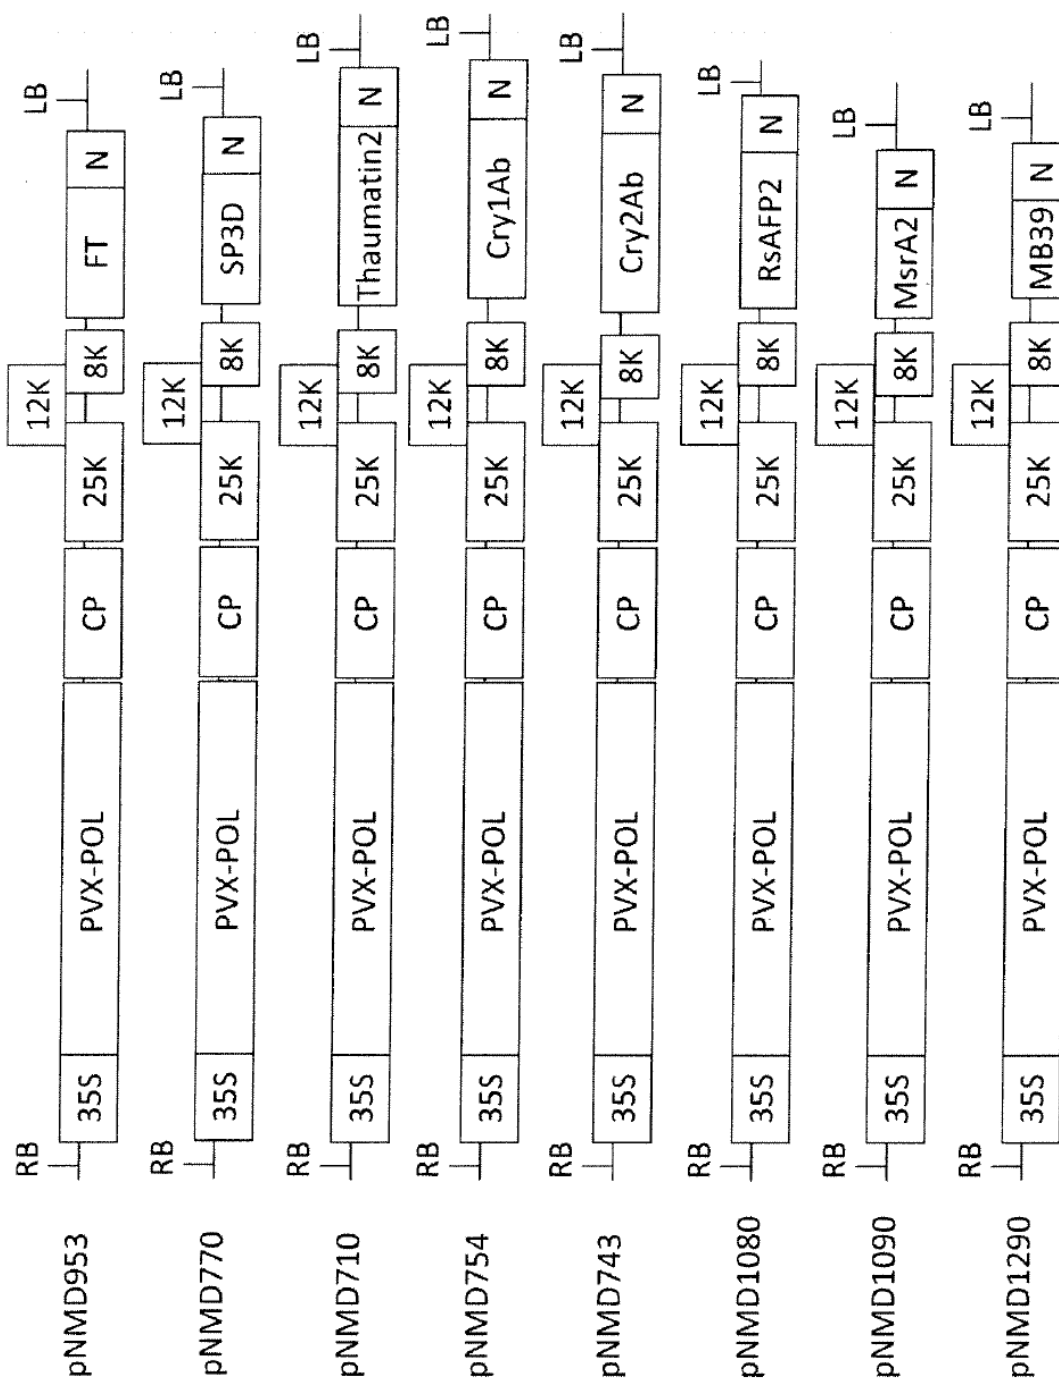 pNMD953 RB 35S PVX-POL CP 25K 12K 8K FT N LB
pNMD770 RB 35S PVX-POL CP 25K 12K 8K SP3D N LB
pNMD710 RB 35S PVX-POL CP 25K 12K 8K Thaumatin2 N LB
pNMD754 RB 35S PVX-POL CP 25K 12K 8K Cry1Ab N LB
pNMD743 RB 35S PVX-POL CP 25K 12K 8K Cry2Ab N LB
pNMD1080 RB 35S PVX-POL CP 25K 12K 8K RsAFP2 N LB
pNMD1090 RB 35S PVX-POL CP 25K 12K 8K MsrA2 N LB
pNMD1290 RB 35S PVX-POL CP 25K 12K 8K MB39 N LB